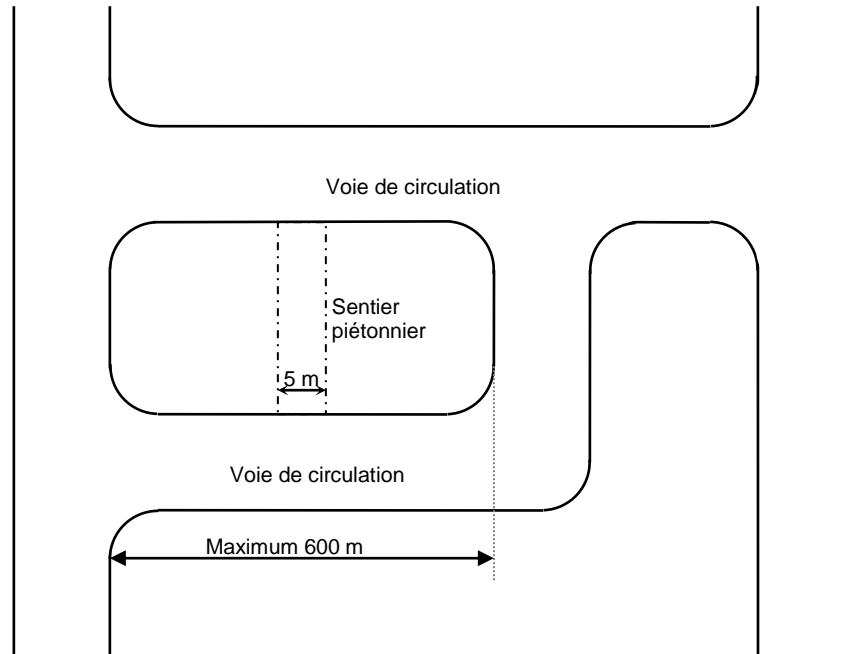 Voie de circulation
Sentier
piétonnier
5 m
Voie de circulation
Maximum 600 m